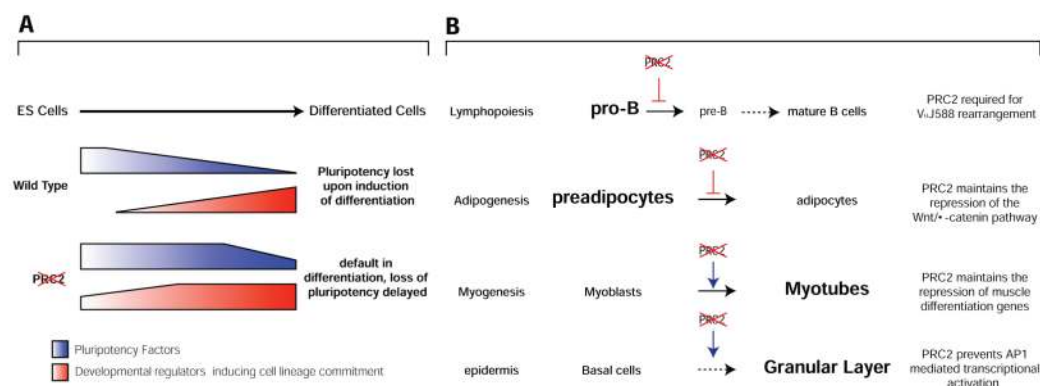 A
B
PRC2
ES Cells
Differentiated Cells
Lymphopoiesis
pro-B
pre-B
mature B cells
PRC2 required for
VHJ588 rearrangement
Wild Type
Pluripotency lost
upon induction
of differentiation
PRC2
Adipogenesis
preadipocytes
adipocytes
PRC2 maintains the
repression of the
Wnt/•-catenin pathway
PRC2
default in
differentiation, loss of
pluripotency delayed
PRC2
Myogenesis
Myoblasts
Myotubes
PRC2 maintains the
repression of muscle
differentiation genes
Pluripotency Factors
Developmental regulators inducing cell lineage commitment
PRC2
epidermis
Basal cells
Granular Layer
PRC2 prevents AP1
mediated transcriptional
activation